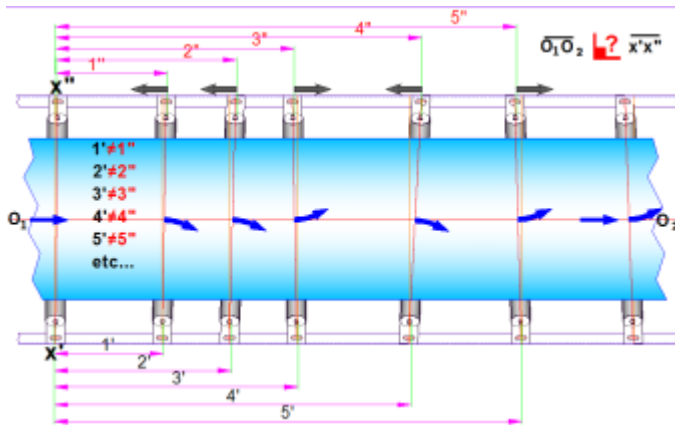 5"
4"
3"
2"
1"
O₁O₂ ? x'x"
x"
1'≠1"
2'≠2"
3'≠3"
4'≠4"
5'≠5"
etc...
O₁
O₂
x'
1'
2'
3'
4'
5'